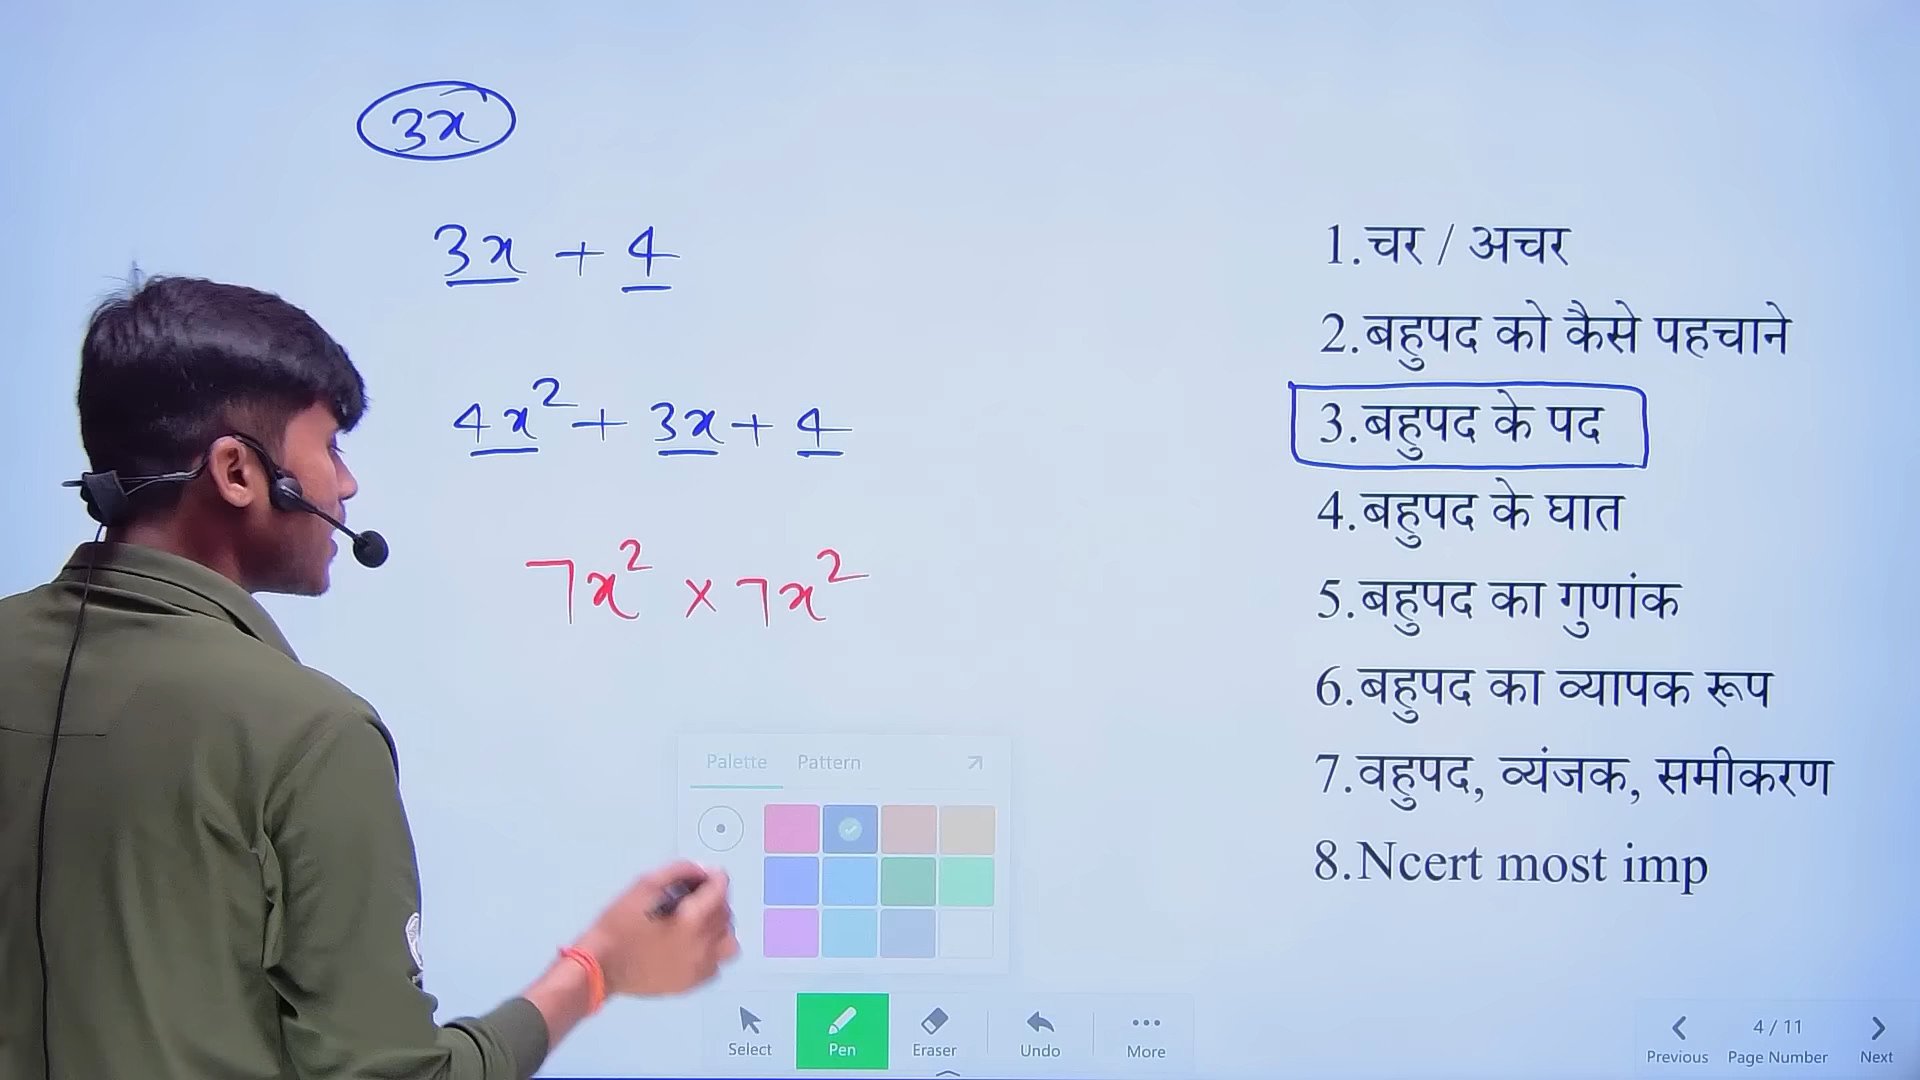 3x
3x + 4
4x² + 3x + 4
7x² × 7x²
1.चर / अचर
2.बहुपद को कैसे पहचाने
3.बहुपद के पद
4.बहुपद के घात
5.बहुपद का गुणांक
6.बहुपद का व्यापक रूप
7.वहुपद, व्यंजक, समीकरण
8.Ncert most imp
Palette Pattern
Select Pen Eraser Undo More
4 / 11
Previous Page Number Next